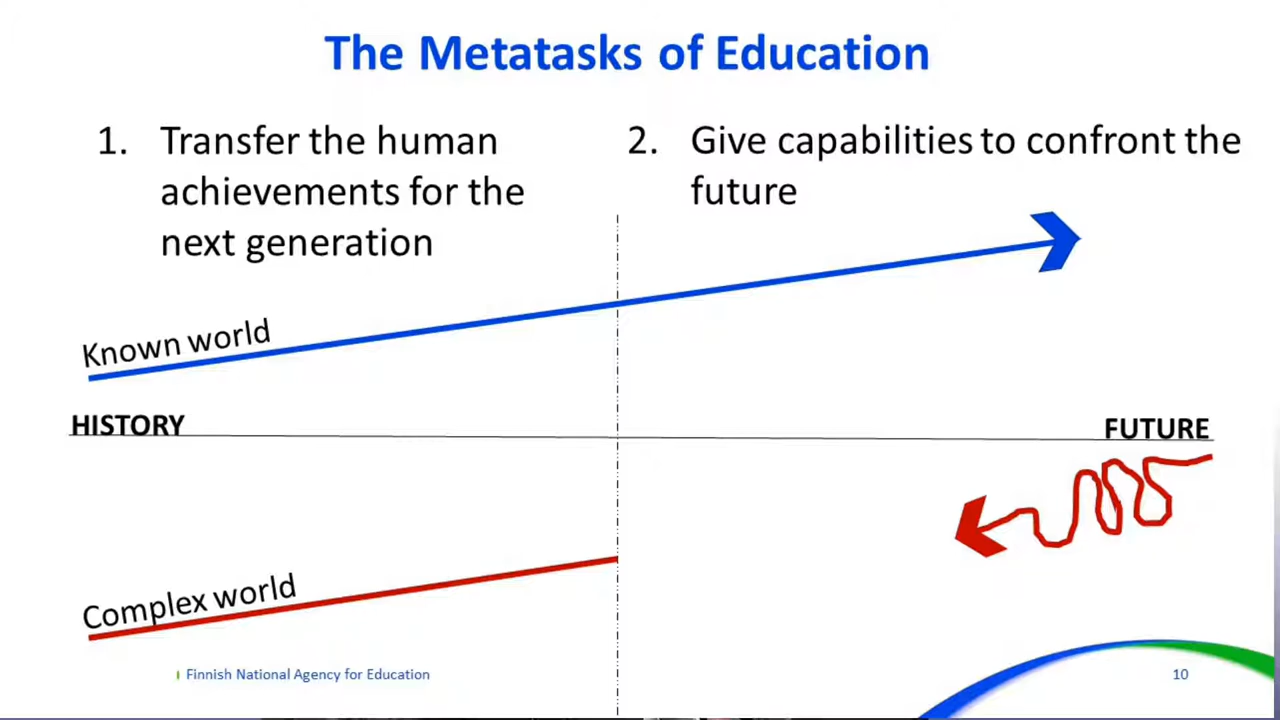 The Metatasks of Education
1. Transfer the human
achievements for the
next generation
2. Give capabilities to confront the
future
Known world
HISTORY
FUTURE
Complex world
Finnish National Agency for Education
10